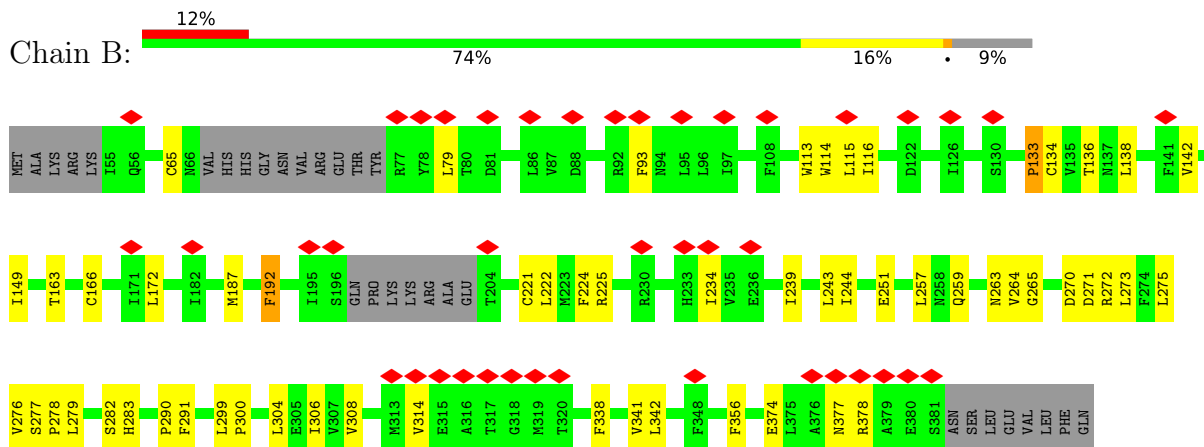 12%
Chain B:
74% 16% • 9%
MET ALA LYS ARG LYS I55 Q56 C65 N66 VAL HIS HIS GLY ASN VAL ARG GLU THR TYR R77 Y78 L79 T80 D81 L86 V87 D88 R92 F93 N94 L95 L96 I97 F108 W113 W114 L115 I116 D122 I126 S130 P133 C134 V135 T136 N137 L138 F141 V142
I149 T163 C166 I171 L172 I182 M187 F192 I195 S196 GLN PRO LYS LYS ARG ALA GLU T204 C221 L222 M223 F224 R225 R230 H233 I234 V235 E236 I239 L243 I244 E251 L257 N258 Q259 N263 V264 G265 D270 D271 R272 L273 F274 L275
V276 S277 P278 L279 S282 H283 P290 F291 L299 P300 L304 E305 I306 V307 V308 M313 V314 E315 A316 T317 G318 M319 T320 F338 V341 L342 F348 F356 E374 L375 A376 N377 R378 A379 E380 S381 ASN SER LEU GLU VAL LEU PHE GLN